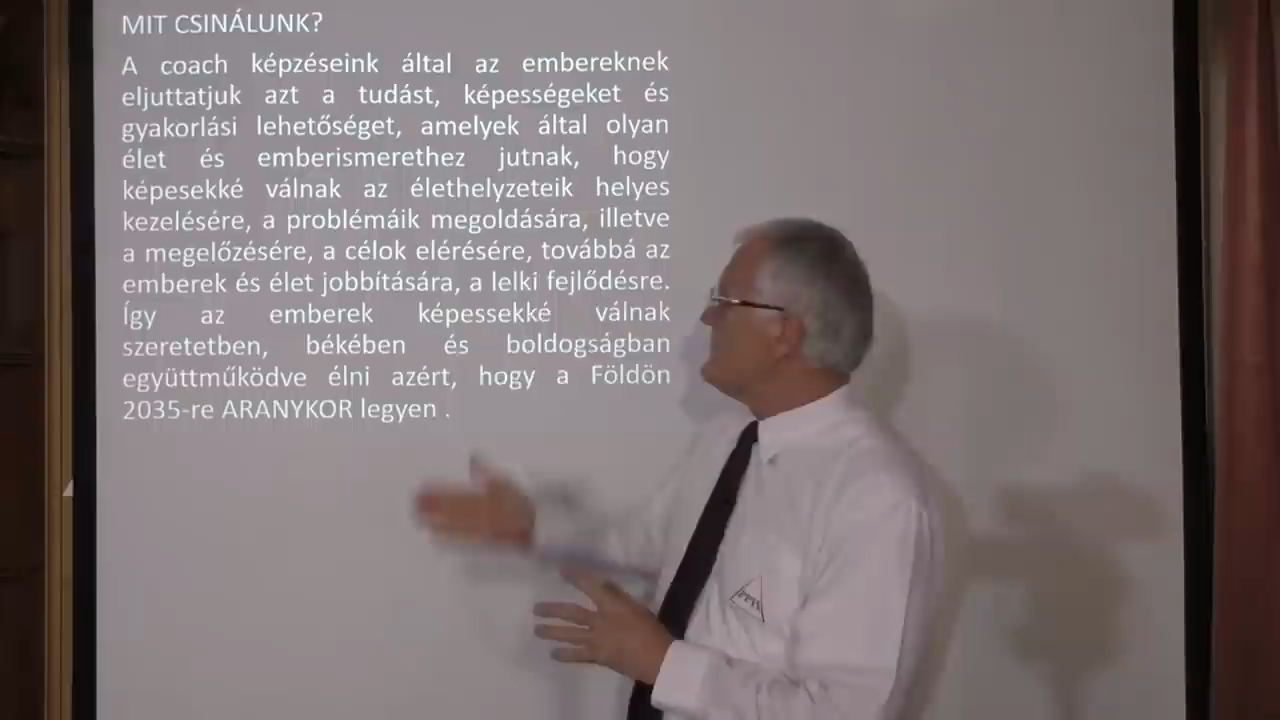 MIT CSINÁLUNK?
A coach képzéseink által az embereknek
eljuttatjuk azt a tudást, képességeket és
gyakorlási lehetőséget, amelyek által olyan
élet és emberismerethez jutnak, hogy
képesekké válnak az élethelyzeteik helyes
kezelésére, a problémáik megoldására, illetve
a megelőzésére, a célok elérésére, továbbá az
emberek és élet jobbítására, a lelki fejlődésre.
Így az emberek képessekké válnak
szeretetben, békében és boldogságban
együttműködve élni azért, hogy a Földön
2035-re ARANYKOR legyen .